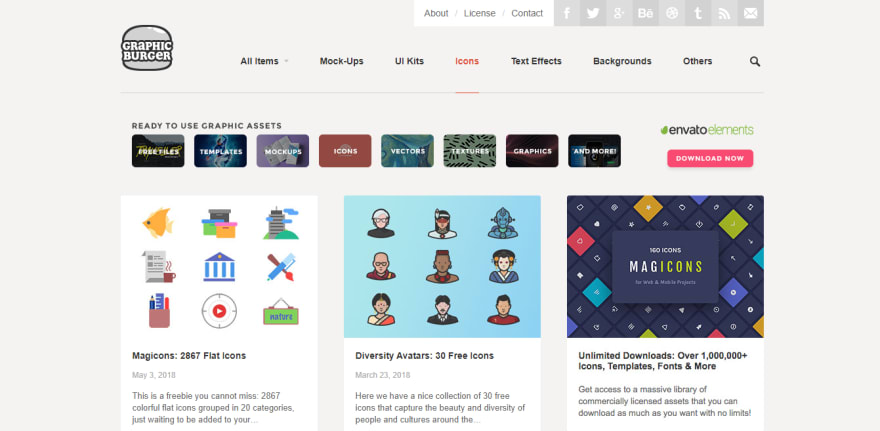 About / License / Contact
GRAPHIC
BURGER
All Items
Mock-Ups
UI Kits
Icons
Text Effects
Backgrounds
Others
READY TO USE GRAPHIC ASSETS
FREE FILES
TEMPLATES
MOCKUPS
ICONS
VECTORS
TEXTURES
GRAPHICS
AND MORE!
envato elements
DOWNLOAD NOW
nature
160 ICONS
MAGICONS
for Web & Mobile Projects
Magicons: 2867 Flat Icons
May 3, 2018
This is a freebie you cannot miss: 2867
colorful flat icons grouped in 20 categories,
just waiting to be added to your…
Diversity Avatars: 30 Free Icons
March 23, 2018
Here we have a nice collection of 30 free
icons that capture the beauty and diversity of
people and cultures around the…
Unlimited Downloads: Over 1,000,000+
Icons, Templates, Fonts & More
Get access to a massive library of
commercially licensed assets that you can
download as much as you want with no limits!